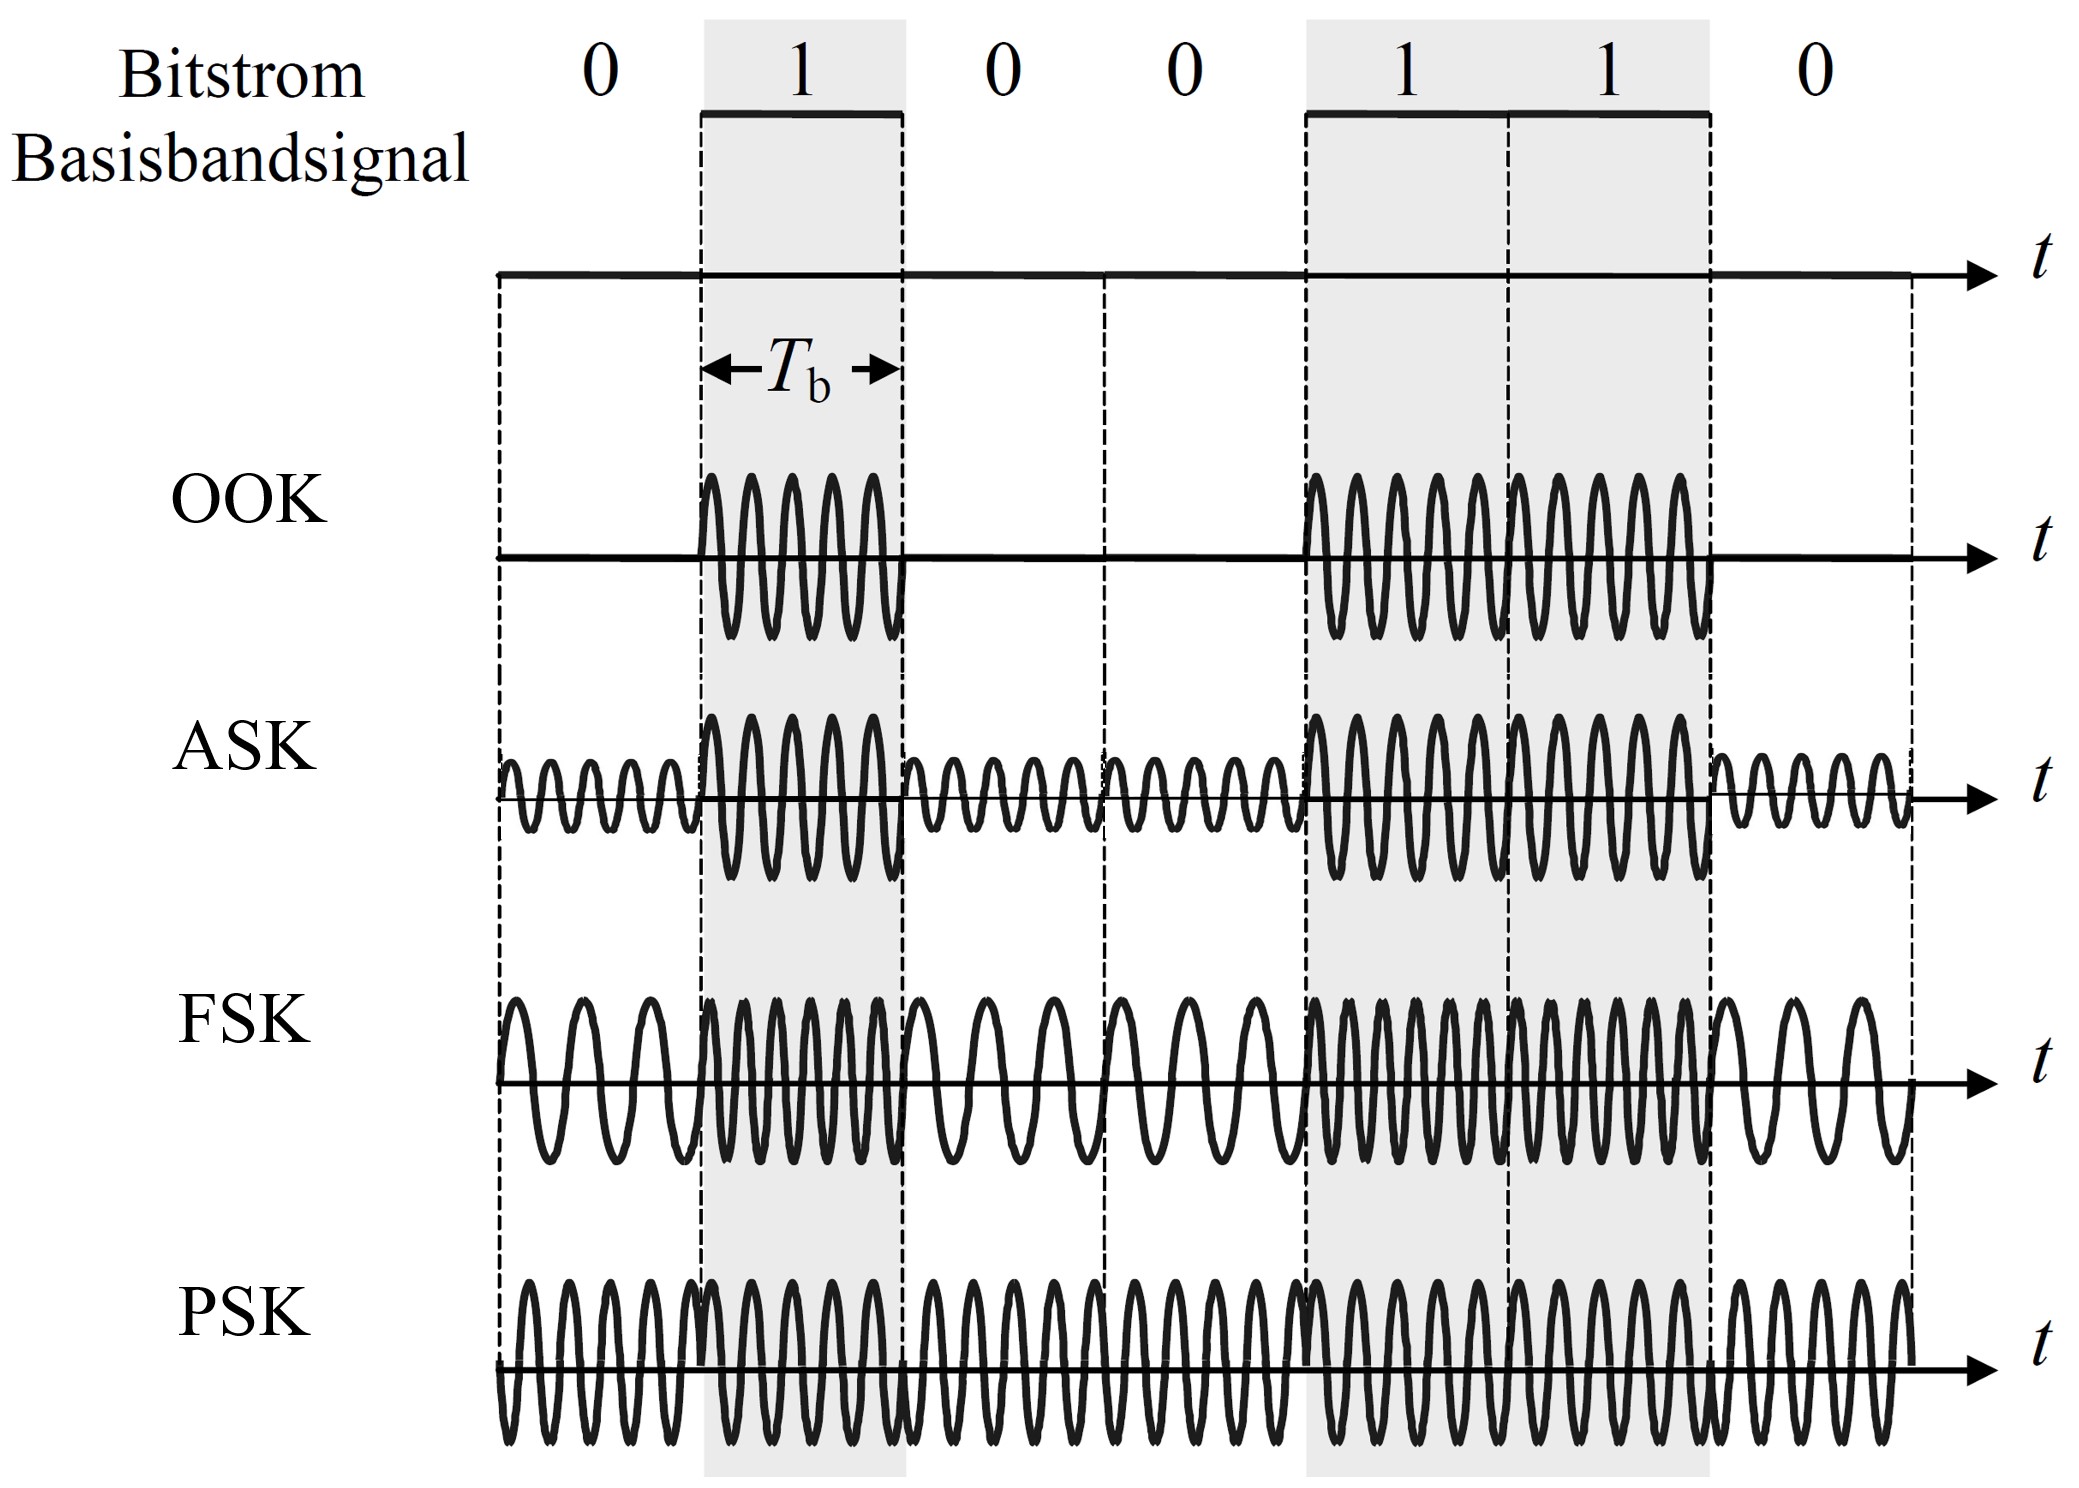 Bitstrom 0 1 0 0 1 1 0
Basisbandsignal
t
Tb
OOK t
ASK t
FSK t
PSK t